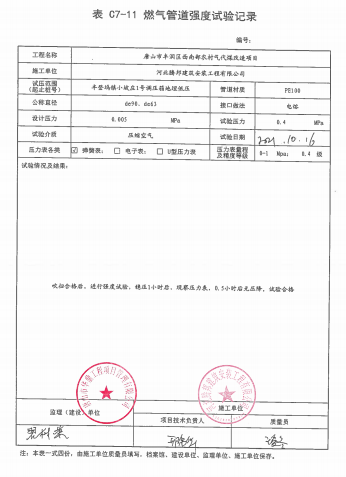 表 C7-11 燃气管道强度试验记录
编号:
工程名称 唐山市丰润区西南部农村气代煤改造项目
施工单位 河北腾邦建筑安装工程有限公司
试压范围(起止桩号) 丰登坞镇小坡庄1号调压箱地埋低压 管道材质 PE100
公称直径 de90、de63 接口做法 电熔
设计压力 0.005 MPa 试验压力 0.4 MPa
试验介质 压缩空气 试验日期 2021.10.16
压力表各类 ☑ 弹簧表; □ 电子表; □ U型压力表 压力表量程及精度等级 0-1 Mpa; 0.4 级
试验情况及结果:
吹扫合格后,进行强度试验,稳压1小时后,观察压力表,0.5小时后无压降,试验合格
监理(建设)单位 施工单位
项目技术负责人 质量员
注:本表一式四份,由施工单位质量员填写,档案馆、建设单位、监理单位、施工单位保存。